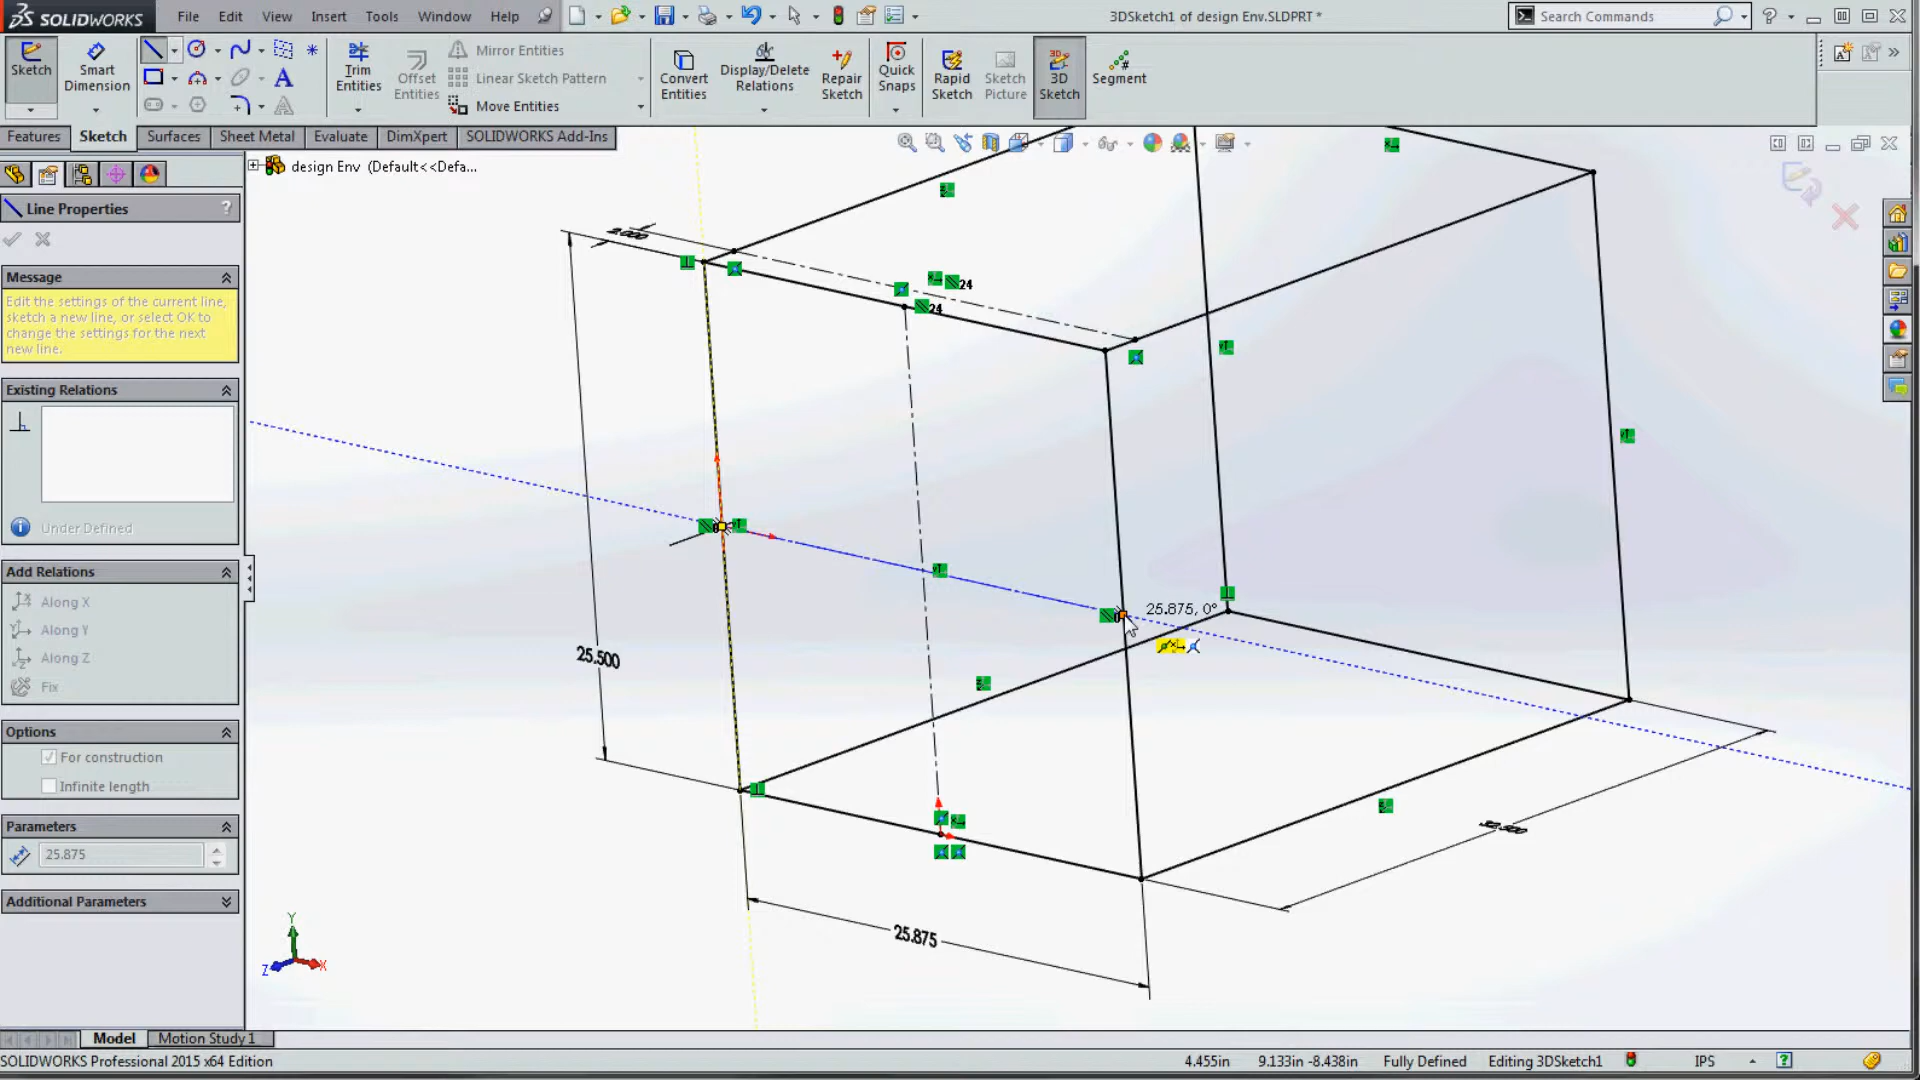 SOLIDWORKS File Edit View Insert Tools Window Help 3DSketch1 of design Env.SLDPRT * Search Commands
Sketch
Smart Dimension
Trim Entities
Offset Entities
Mirror Entities
Linear Sketch Pattern
Move Entities
Convert Entities
Display/Delete Relations
Repair Sketch
Quick Snaps
Rapid Sketch
Sketch Picture
3D Sketch
Segment
Features Sketch Surfaces Sheet Metal Evaluate DimXpert SOLIDWORKS Add-Ins
design Env (Default<<Defa...
Line Properties ?
Message
Edit the settings of the current line,
sketch a new line, or select OK to
change the settings for the next
new line.
Existing Relations
Under Defined
Add Relations
Along X
Along Y
Along Z
Fix
Options
For construction
Infinite length
Parameters
25.875
Additional Parameters
2.000
24
24
25.500
25.875, 0°
32.500
25.875
Y
Z X
Model Motion Study 1
SOLIDWORKS Professional 2015 x64 Edition 4.455in 9.133in -8.438in Fully Defined Editing 3DSketch1 IPS